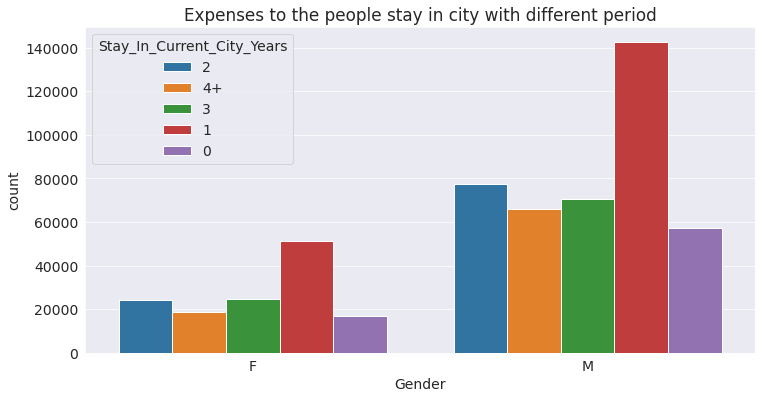 Expenses to the people stay in city with different period
Stay_In_Current_City_Years
2
4+
3
1
0
140000
120000
100000
80000
60000
40000
20000
0
count
F
M
Gender